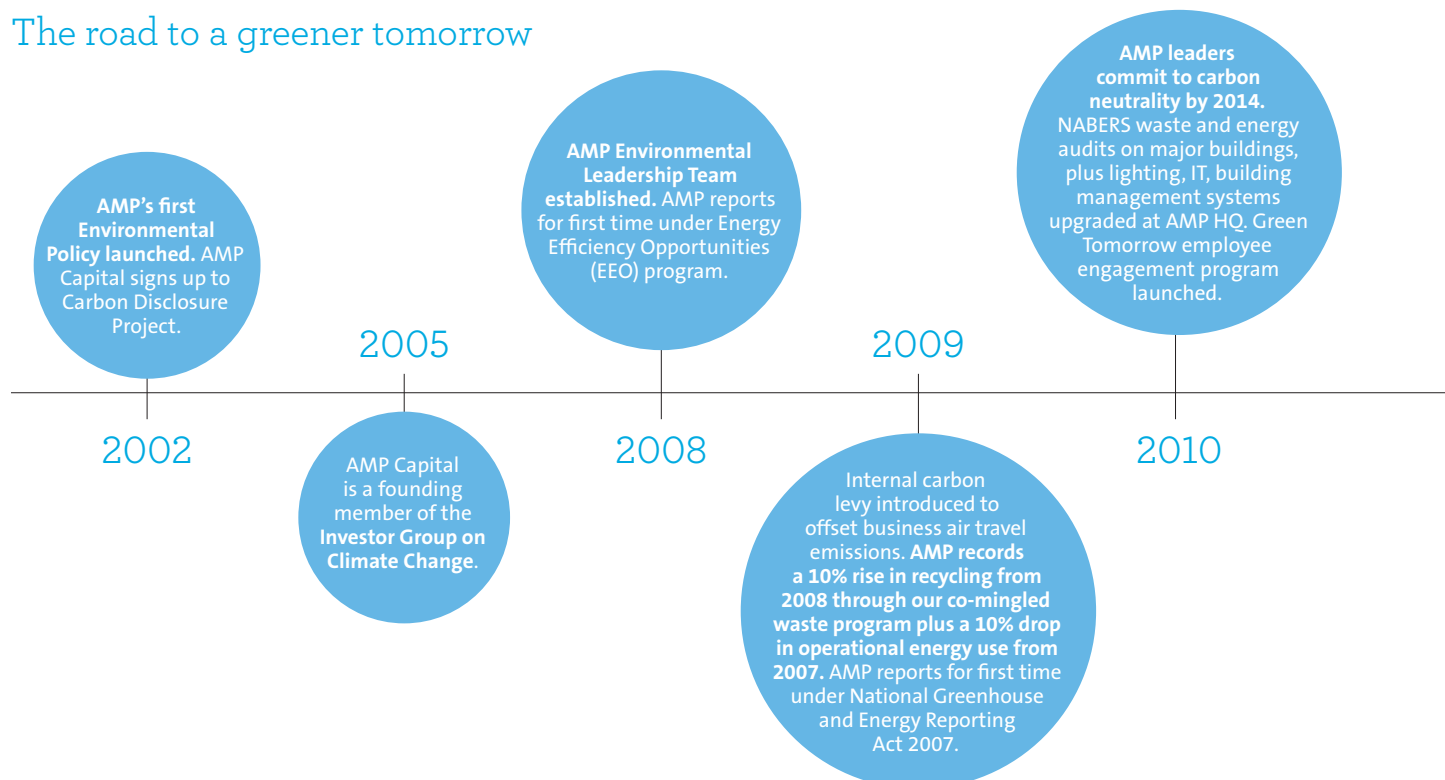 The road to a greener tomorrow
AMP's first
Environmental
Policy launched. AMP
Capital signs up to
Carbon Disclosure
Project.
2002
2005
AMP Capital
is a founding
member of the
Investor Group on
Climate Change.
AMP Environmental
Leadership Team
established. AMP reports
for first time under Energy
Efficiency Opportunities
(EEO) program.
2008
2009
Internal carbon
levy introduced to
offset business air travel
emissions. AMP records
a 10% rise in recycling from
2008 through our co-mingled
waste program plus a 10% drop
in operational energy use from
2007. AMP reports for first time
under National Greenhouse
and Energy Reporting
Act 2007.
AMP leaders
commit to carbon
neutrality by 2014.
NABERS waste and energy
audits on major buildings,
plus lighting, IT, building
management systems
upgraded at AMP HQ. Green
Tomorrow employee
engagement program
launched.
2010